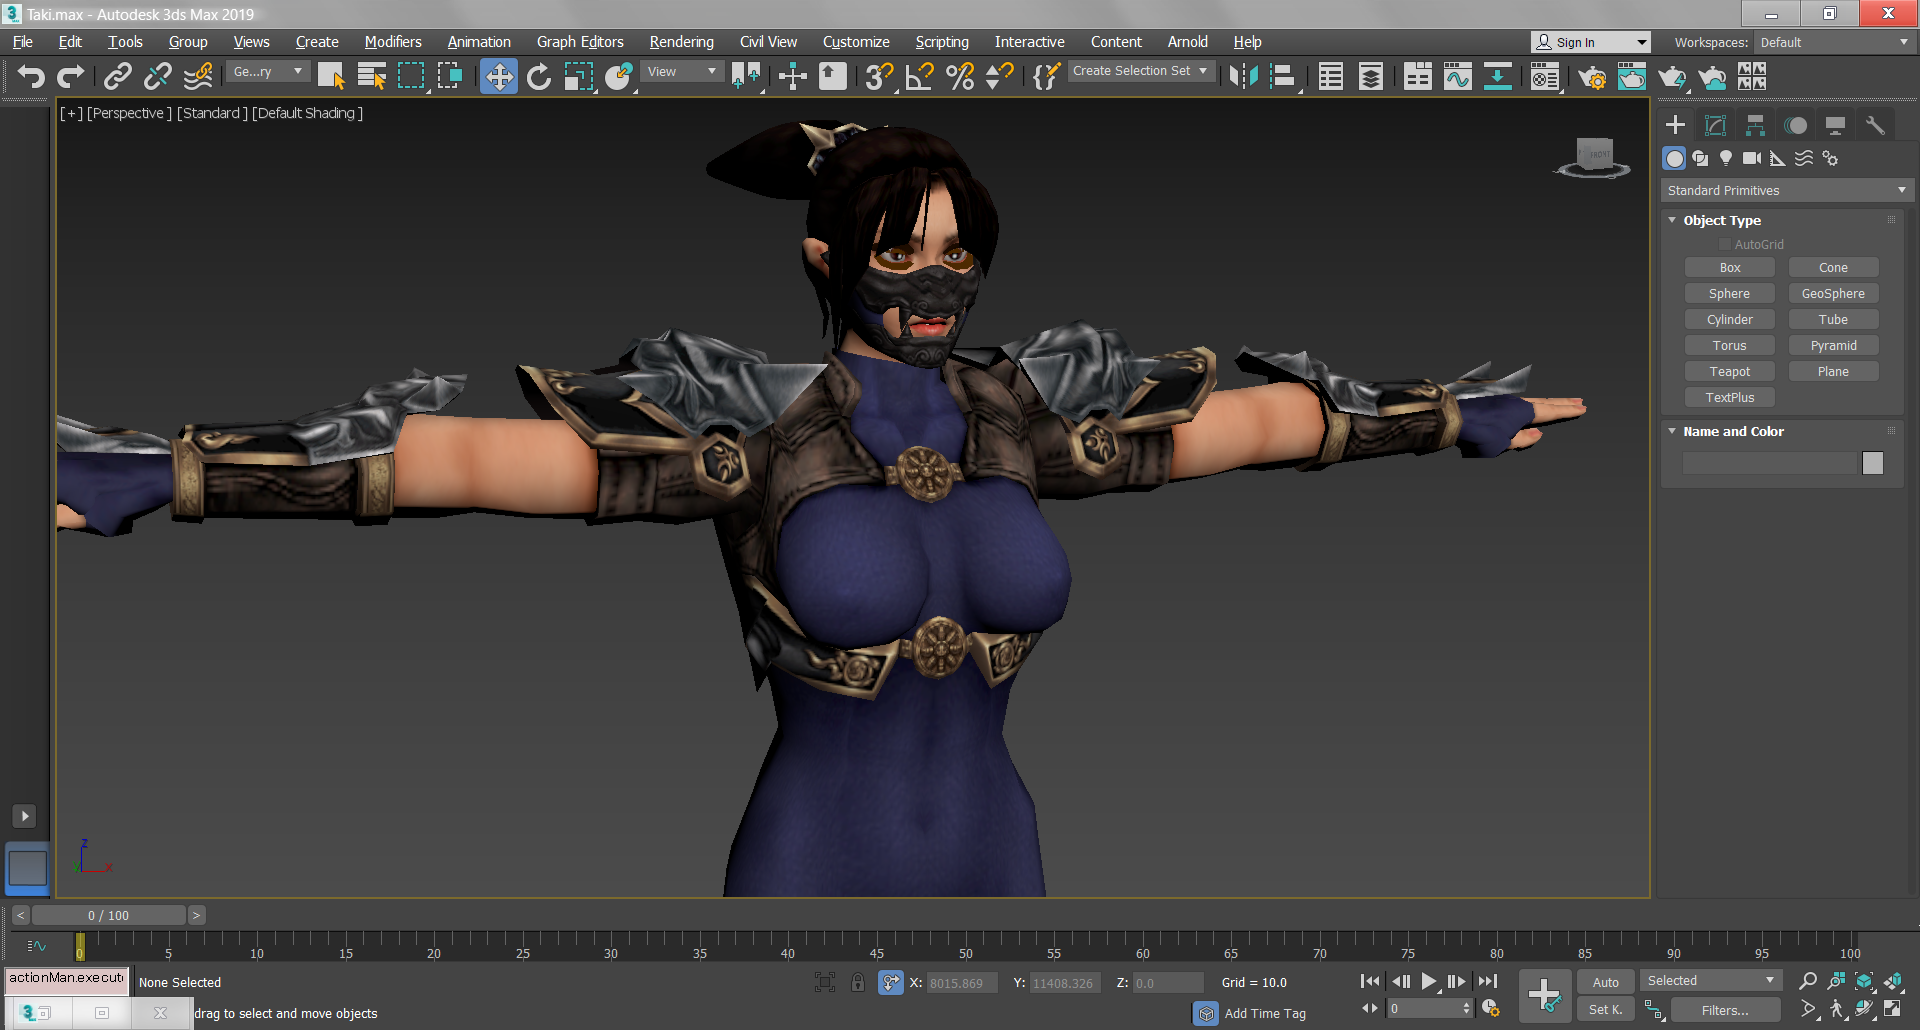 Taki.max - Autodesk 3ds Max 2019
File Edit Tools Group Views Create Modifiers Animation Graph Editors Rendering Civil View Customize Scripting Interactive Content Arnold Help Sign In Workspaces: Default
Ge...ry View Create Selection Set
[+] [Perspective] [Standard] [Default Shading]
FRONT
Standard Primitives
Object Type
AutoGrid
Box Cone
Sphere GeoSphere
Cylinder Tube
Torus Pyramid
Teapot Plane
TextPlus
Name and Color
z
y x
< 0 / 100 >
0 5 10 15 20 25 30 35 40 45 50 55 60 65 70 75 80 85 90 95 100
actionMan.execute None Selected X: 8015.869 Y: 11408.326 Z: 0.0 Grid = 10.0 Auto Selected
drag to select and move objects Add Time Tag 0 Set K. Filters...